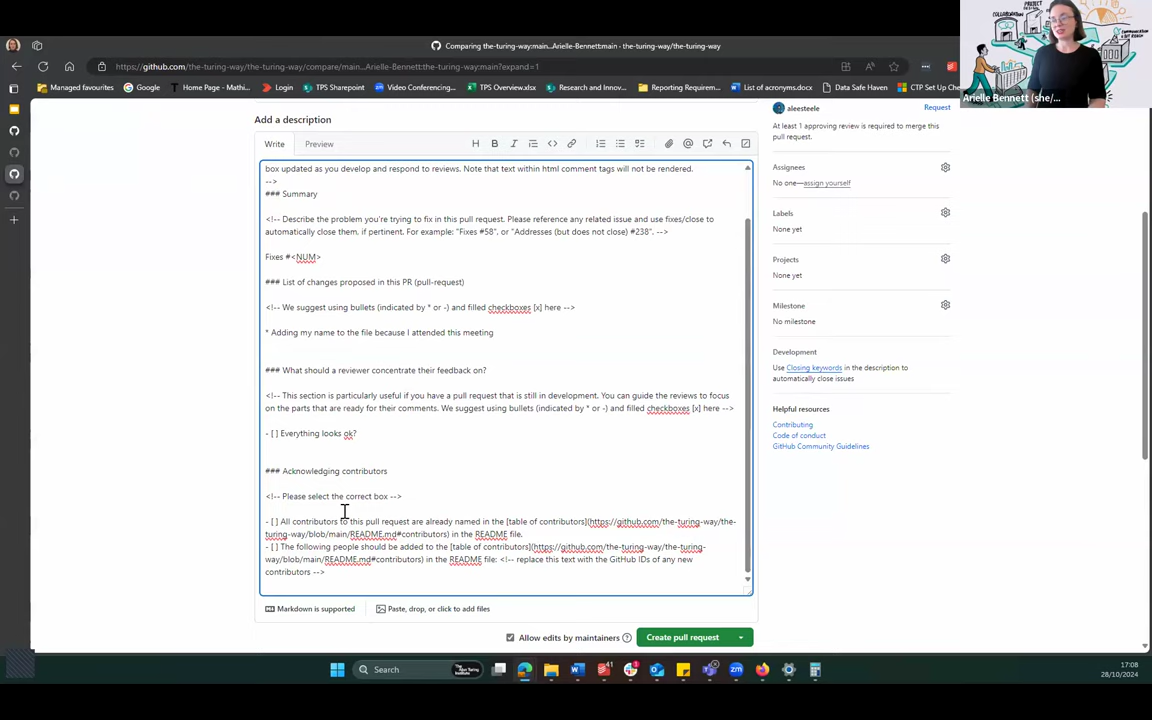 COLLABORATION
PROJECT
DESIGN
COMMUNICATION
Arielle Bennett (she/...
Comparing the-turing-way:main...Arielle-Bennett:main · the-turing-way/the-turing-way
https://github.com/the-turing-way/the-turing-way/compare/main...Arielle-Bennett:the-turing-way:main?expand=1
Managed favourites Google Home Page - Mathi... Login TPS Sharepoint Video Conferencing... TPS Overview.xlsx Research and Innov... Reporting Requirem... List of acronyms.docx Data Safe Haven CTP Set Up Che
Add a description
Write Preview
box updated as you develop and respond to reviews. Note that text within html comment tags will not be rendered.
-->
### Summary
<!-- Describe the problem you're trying to fix in this pull request. Please reference any related issue and use fixes/close to
automatically close them, if pertinent. For example: "Fixes #58", or "Addresses (but does not close) #238". -->
Fixes #<NUM>
### List of changes proposed in this PR (pull-request)
<!-- We suggest using bullets (indicated by * or -) and filled checkboxes [x] here -->
* Adding my name to the file because I attended this meeting
### What should a reviewer concentrate their feedback on?
<!-- This section is particularly useful if you have a pull request that is still in development. You can guide the reviews to focus
on the parts that are ready for their comments. We suggest using bullets (indicated by * or -) and filled checkboxes [x] here -->
- [ ] Everything looks ok?
### Acknowledging contributors
<!-- Please select the correct box -->
- [ ] All contributors to this pull request are already named in the [table of contributors](https://github.com/the-turing-way/the-
turing-way/blob/main/README.md#contributors) in the README file.
- [ ] The following people should be added to the [table of contributors](https://github.com/the-turing-way/the-turing-
way/blob/main/README.md#contributors) in the README file: <!-- replace this text with the GitHub IDs of any new
contributors -->
Markdown is supported Paste, drop, or click to add files
Allow edits by maintainers Create pull request
aleesteele Request
At least 1 approving review is required to merge this
pull request.
Assignees
No one—assign yourself
Labels
None yet
Projects
None yet
Milestone
No milestone
Development
Use Closing keywords in the description to
automatically close issues
Helpful resources
Contributing
Code of conduct
GitHub Community Guidelines
Search
41
17:08
28/10/2024